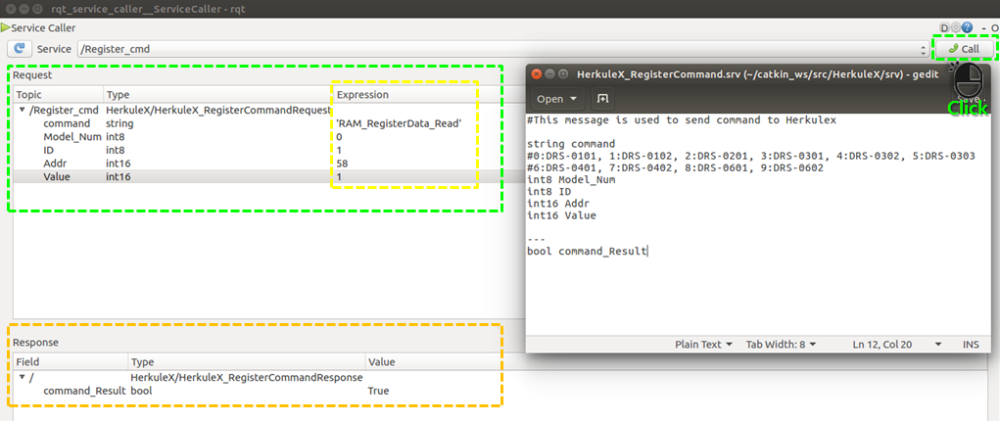 rqt_service_caller__ServiceCaller - rqt
Service Caller
D
- O
Service /Register_cmd Call
Request
Topic Type Expression
/Register_cmd HerkuleX/HerkuleX_RegisterCommandRequest
command string 'RAM_RegisterData_Read'
Model_Num int8 0
ID int8 1
Addr int16 58
Value int16 1
Response
Field Type Value
/ HerkuleX/HerkuleX_RegisterCommandResponse
command_Result bool True
HerkuleX_RegisterCommand.srv (~/catkin_ws/src/HerkuleX/srv) - gedit
Open Save
Click
#This message is used to send command to Herkulex
string command
#0:DRS-0101, 1:DRS-0102, 2:DRS-0201, 3:DRS-0301, 4:DRS-0302, 5:DRS-0303
#6:DRS-0401, 7:DRS-0402, 8:DRS-0601, 9:DRS-0602
int8 Model_Num
int8 ID
int16 Addr
int16 Value
---
bool command_Result
Plain Text Tab Width: 8 Ln 12, Col 20 INS